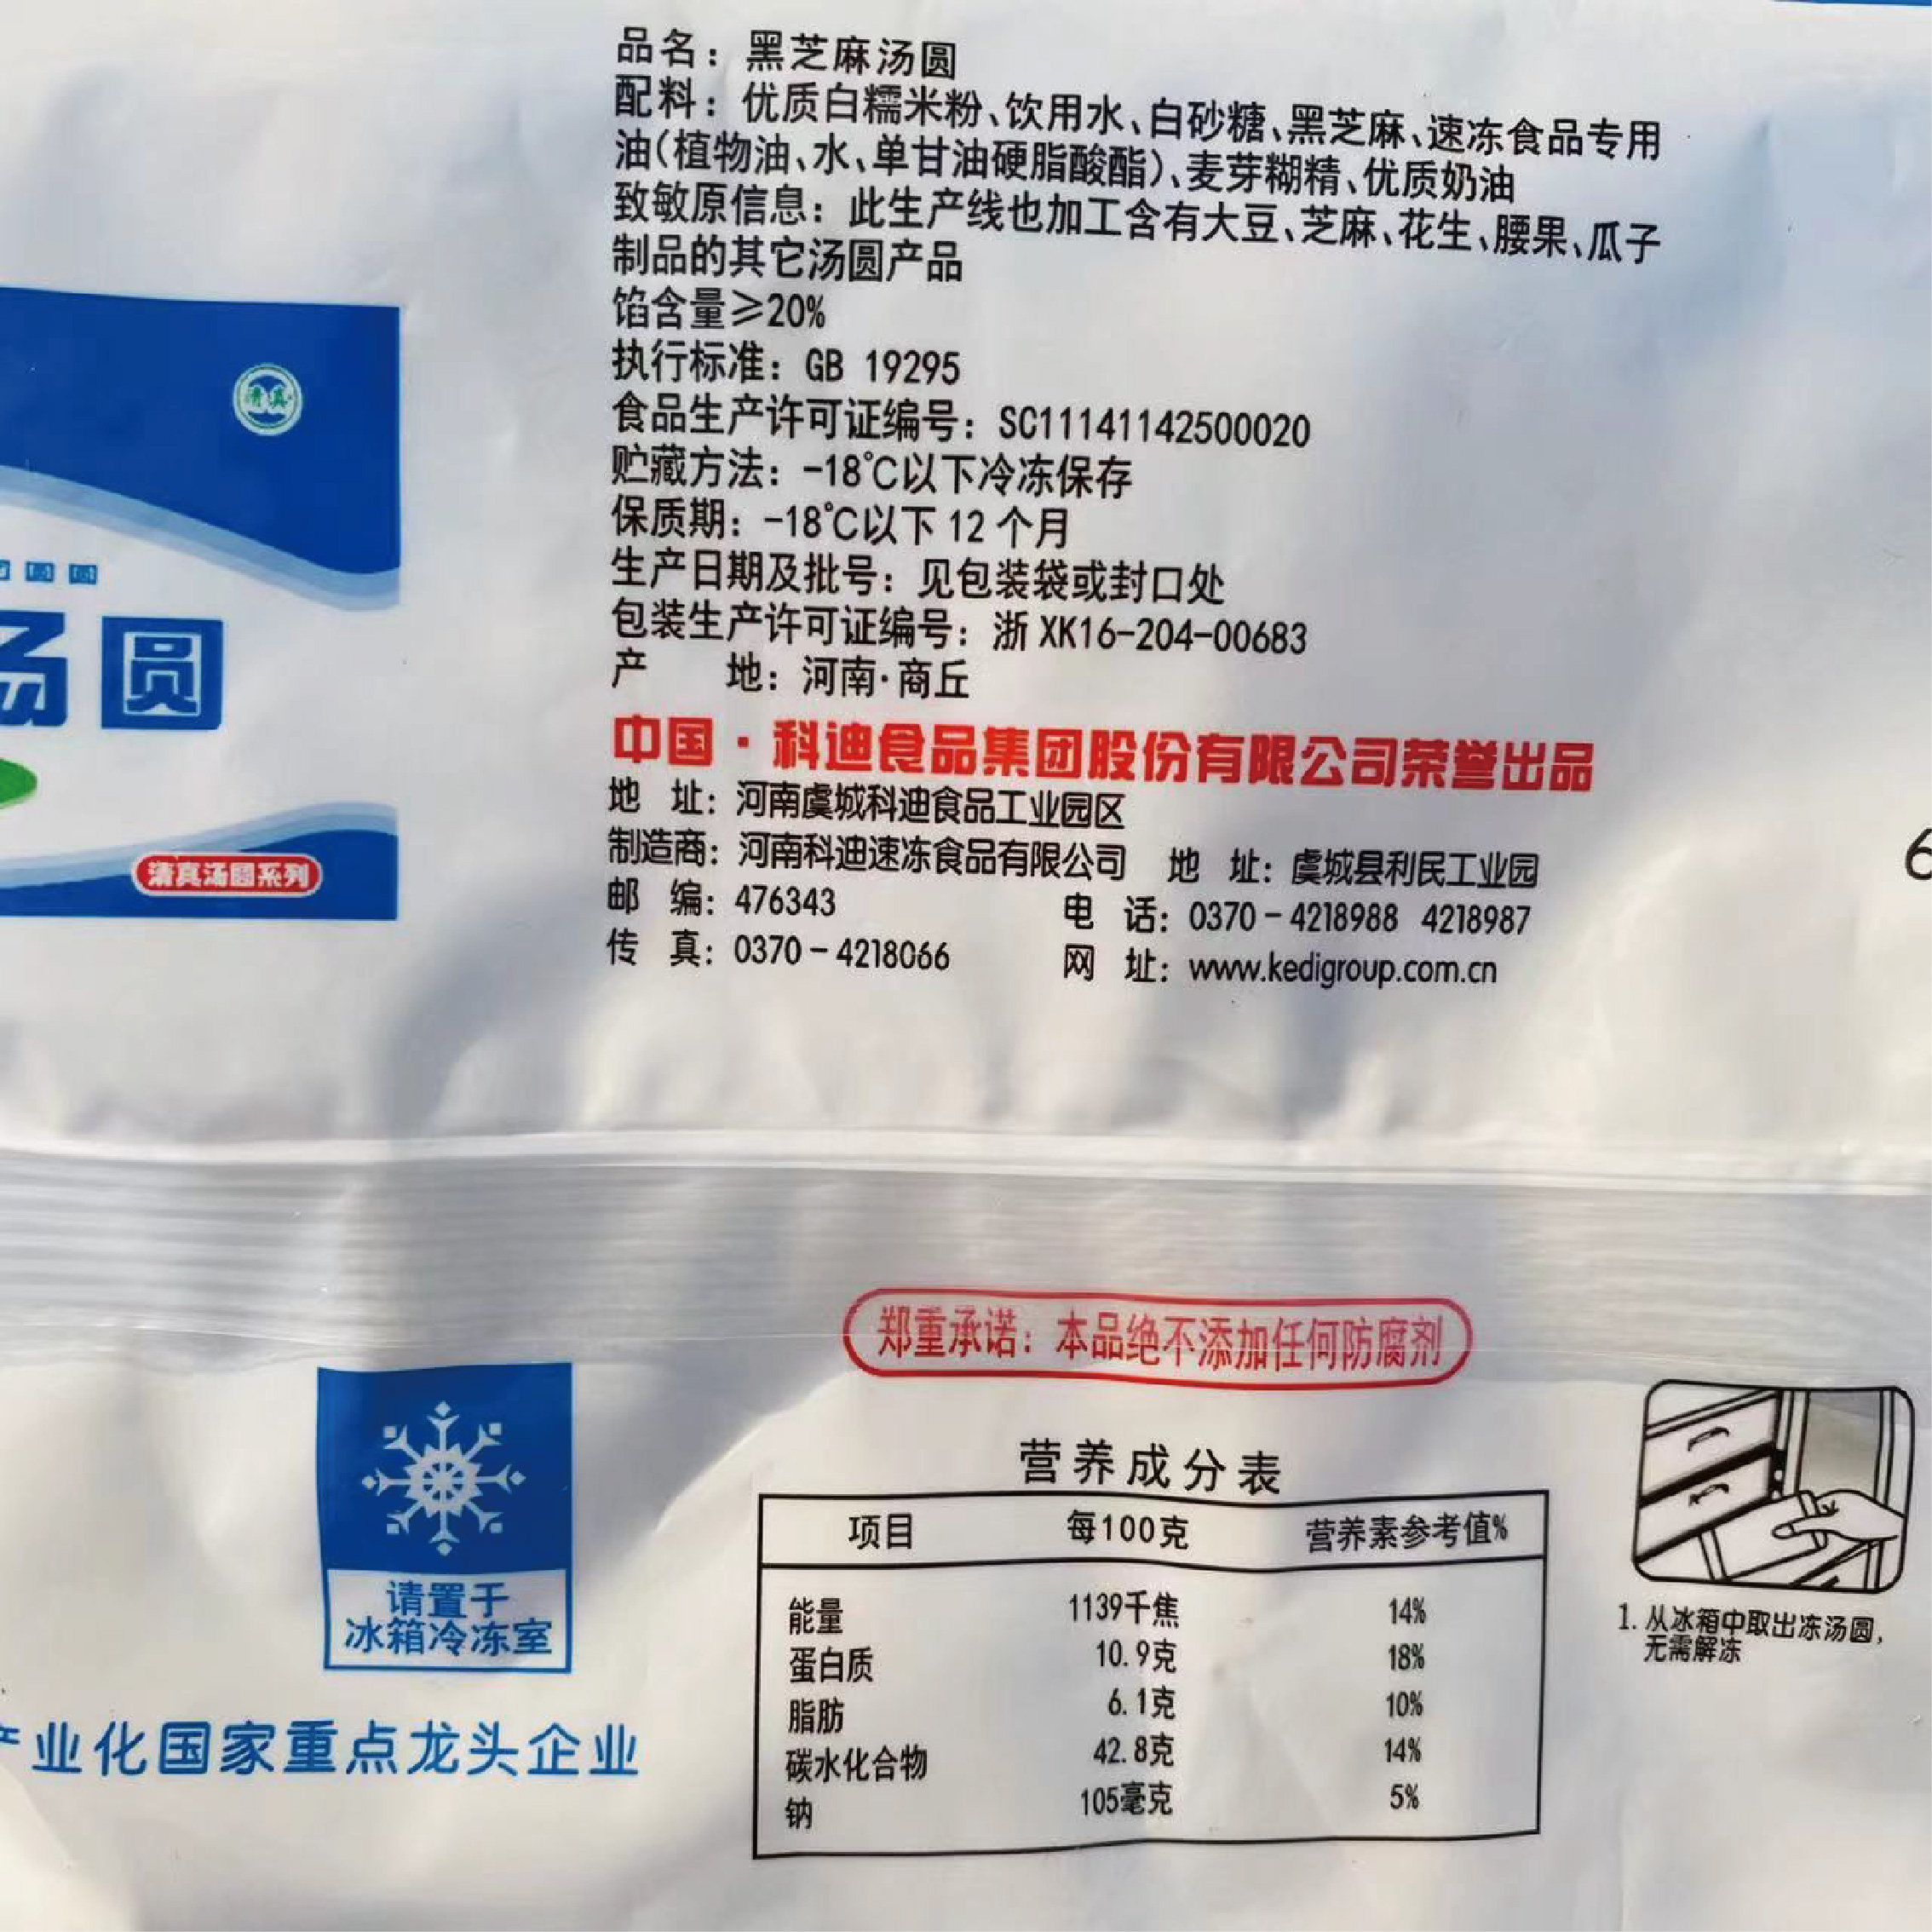 品名：黑芝麻汤圆
配料：优质白糯米粉、饮用水、白砂糖、黑芝麻、速冻食品专用
油(植物油、水、单甘油硬脂酸酯)、麦芽糊精、优质奶油
致敏原信息：此生产线也加工含有大豆、芝麻、花生、腰果、瓜子
制品的其它汤圆产品
馅含量≥20%
执行标准：GB 19295
食品生产许可证编号：SC11141142500020
贮藏方法：-18℃以下冷冻保存
保质期：-18℃以下 12 个月
生产日期及批号：见包装袋或封口处
包装生产许可证编号：浙 XK16-204-00683
产 地：河南·商丘
中国·科迪食品集团股份有限公司荣誉出品
地 址：河南虞城科迪食品工业园区
制造商：河南科迪速冻食品有限公司 地 址：虞城县利民工业园
邮 编：476343 电 话：0370-4218988 4218987
传 真：0370-4218066 网 址：www.kedigroup.com.cn
清真
圆圆
汤圆
清真汤圆系列
6
郑重承诺：本品绝不添加任何防腐剂
请置于
冰箱冷冻室
产业化国家重点龙头企业
营养成分表
项目 每100克 营养素参考值%
能量 1139千焦 14%
蛋白质 10.9克 18%
脂肪 6.1克 10%
碳水化合物 42.8克 14%
钠 105毫克 5%
1. 从冰箱中取出冻汤圆,
无需解冻